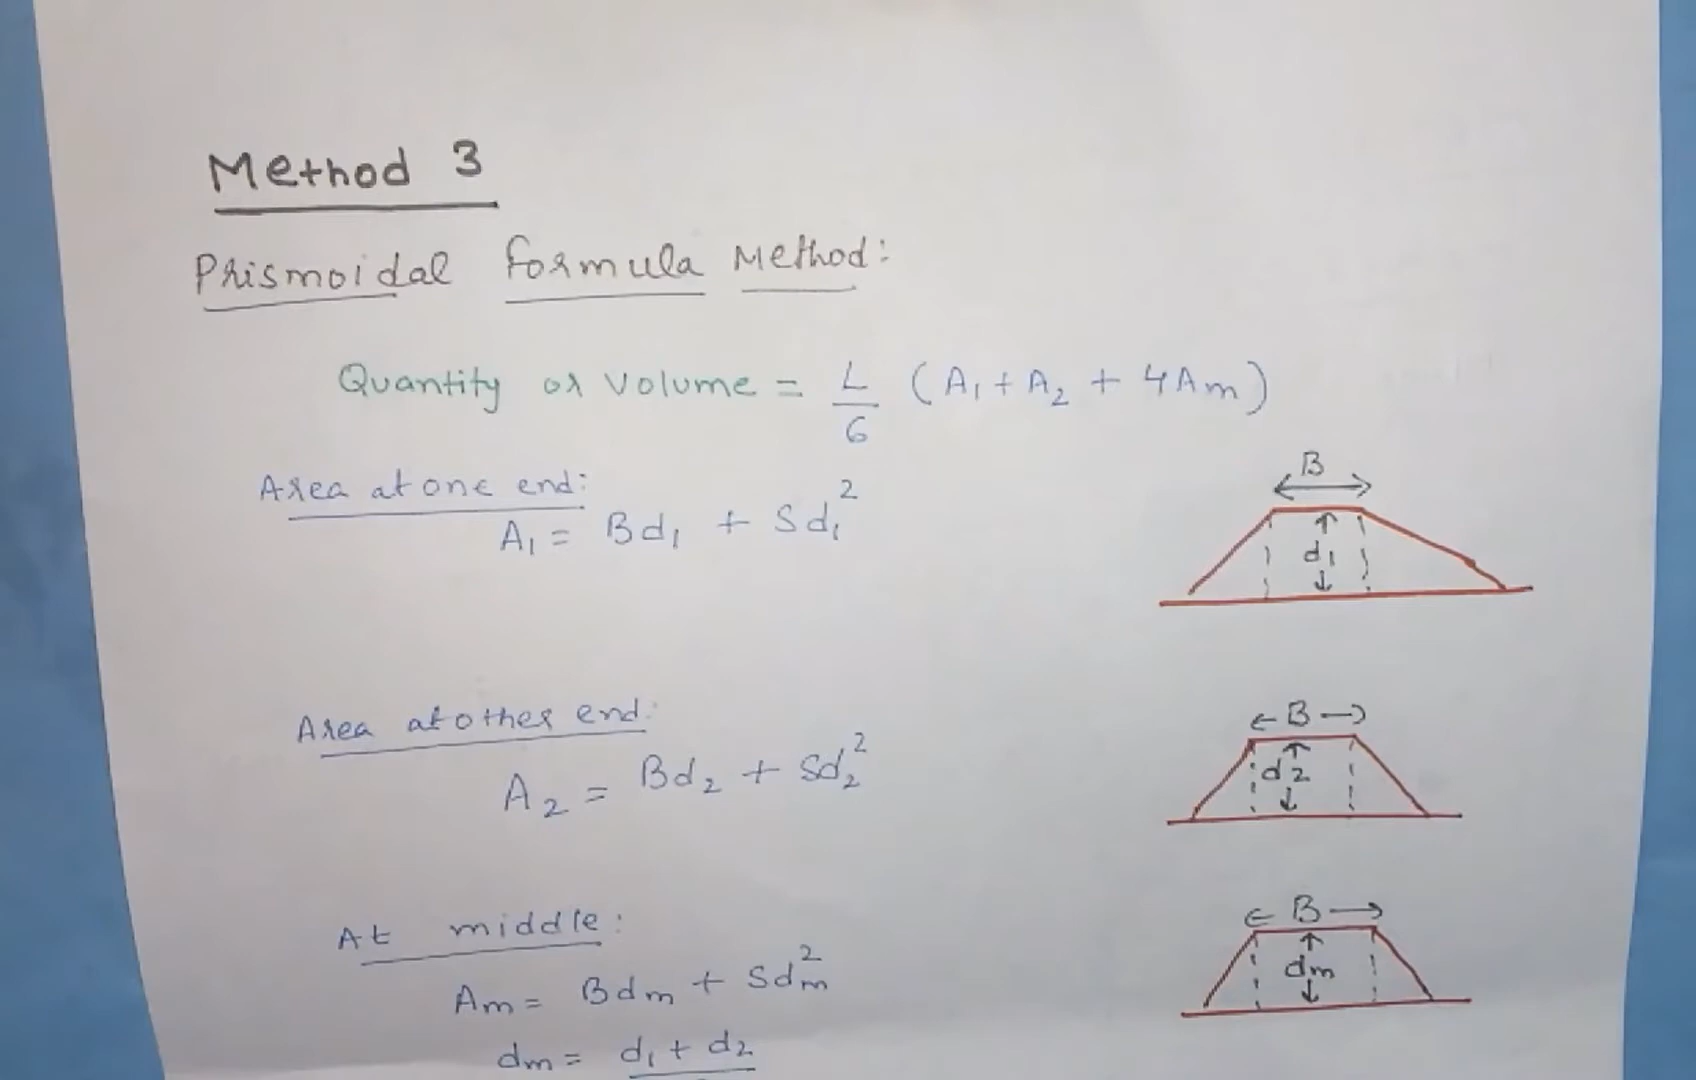 Method 3
Prismoidal formula Method:
Quantity or Volume = L/6 (A₁ + A₂ + 4Am)
Area at one end:
A₁ = Bd₁ + Sd₁²
B
d₁
Area at other end:
A₂ = Bd₂ + Sd₂²
B
d2
At middle:
Am = Bdm + Sdm²
dm = d₁ + d₂
B
dm